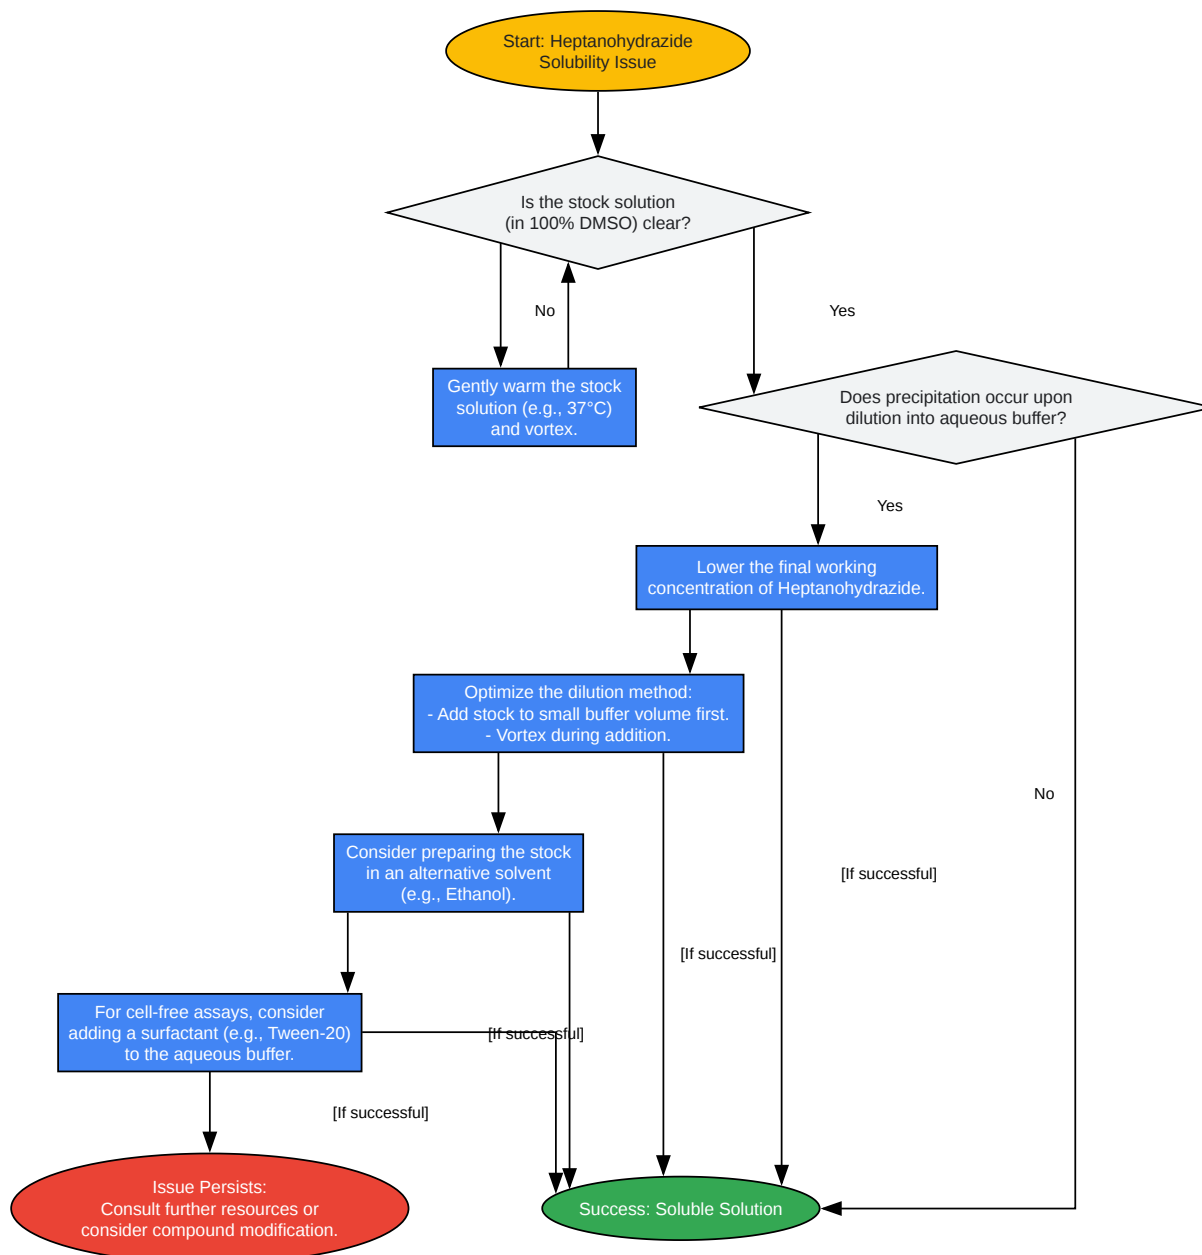 Start: Heptanohydrazide
Solubility Issue
Is the stock solution
(in 100% DMSO) clear?
No
Yes
Gently warm the stock
solution (e.g., 37°C)
and vortex.
Does precipitation occur upon
dilution into aqueous buffer?
Yes
Lower the final working
concentration of Heptanohydrazide.
Optimize the dilution method:
- Add stock to small buffer volume first.
- Vortex during addition.
No
Consider preparing the stock
in an alternative solvent
(e.g., Ethanol).
[If successful]
[If successful]
For cell-free assays, consider
adding a surfactant (e.g., Tween-20)
to the aqueous buffer.
[If successful]
[If successful]
Issue Persists:
Consult further resources or
consider compound modification.
Success: Soluble Solution